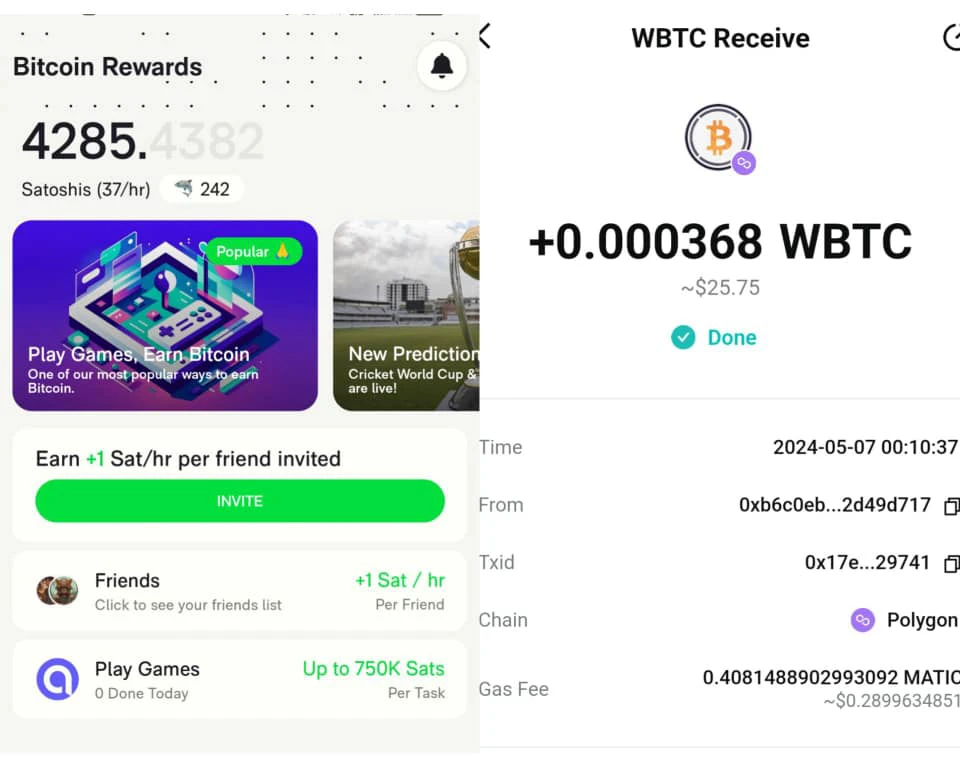 Bitcoin Rewards
4285.4382
Satoshis (37/hr) 242
Popular
Play Games, Earn Bitcoin
One of our most popular ways to earn
Bitcoin.
New Prediction
Cricket World Cup &
are live!
Earn +1 Sat/hr per friend invited
INVITE
Friends
+1 Sat / hr
Click to see your friends list
Per Friend
Play Games
Up to 750K Sats
0 Done Today
Per Task
WBTC Receive
+0.000368 WBTC
~$25.75
Done
Time 2024-05-07 00:10:37
From 0xb6c0eb...2d49d717
Txid 0x17e...29741
Chain Polygon
Gas Fee 0.4081488902993092 MATIC
~$0.2899634851